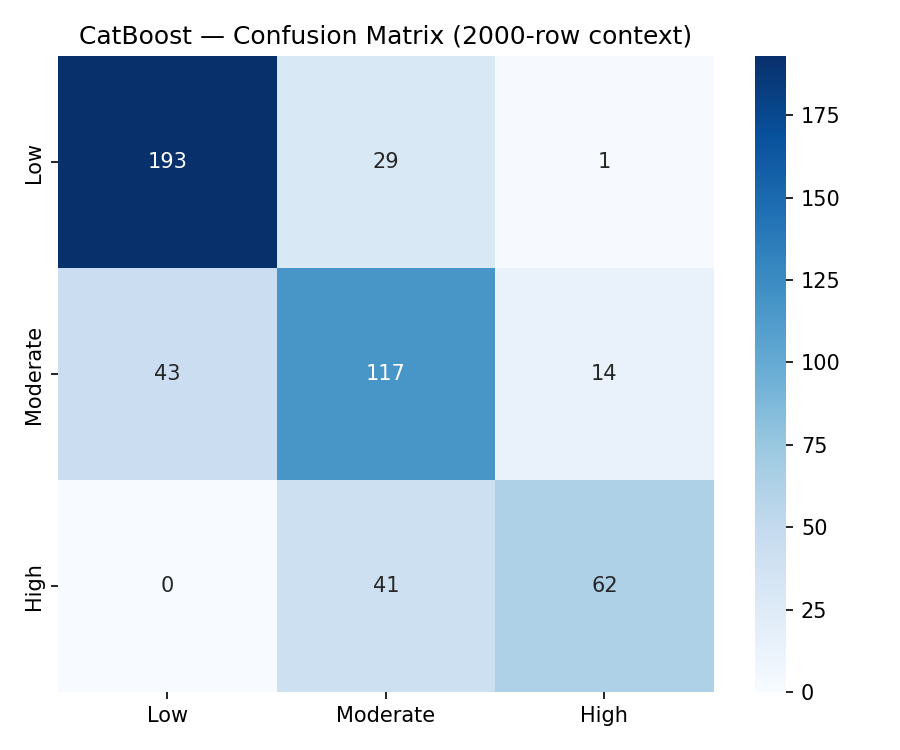 CatBoost — Confusion Matrix (2000-row context)
Low 193 29 1
Moderate 43 117 14
High 0 41 62
Low Moderate High
175
150
125
100
75
50
25
0